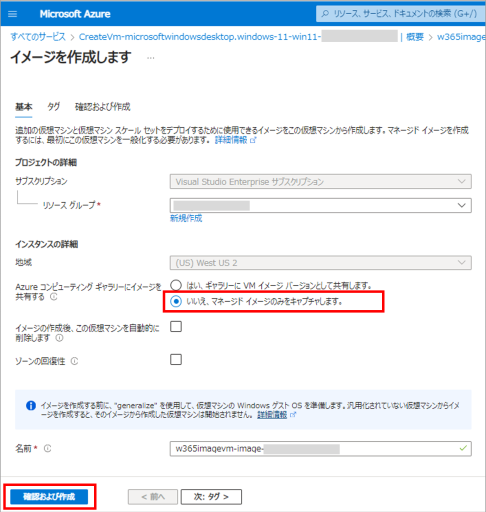 Microsoft Azure
リソース、サービス、ドキュメントの検索 (G+/)
すべてのサービス > CreateVm-microsoftwindowsdesktop.windows-11-win11- | 概要 > w365image
イメージを作成します ...
基本 タグ 確認および作成
追加の仮想マシンと仮想マシン スケール セットをデプロイするために使用できるイメージをこの仮想マシンから作成します。マネージド イメージを作成
するには、最初にこの仮想マシンを一般化する必要があります。 詳細情報
プロジェクトの詳細
サブスクリプション
Visual Studio Enterprise サブスクリプション
リソース グループ *
新規作成
インスタンスの詳細
地域
(US) West US 2
Azure コンピューティング ギャラリーにイメージを
共有する
はい、ギャラリーに VM イメージ バージョンとして共有します。
いいえ、マネージド イメージのみをキャプチャします。
イメージの作成後、この仮想マシンを自動的に
削除します
ゾーンの回復性
イメージを作成する前に、"generalize" を使用して、仮想マシンの Windows ゲスト OS を準備します。汎用化されていない仮想マシンからイメ
ージを作成すると、そのイメージから作成した仮想マシンは開始されません。 詳細情報
名前 *
w365imagevm-image-
確認および作成
< 前へ
次: タグ >